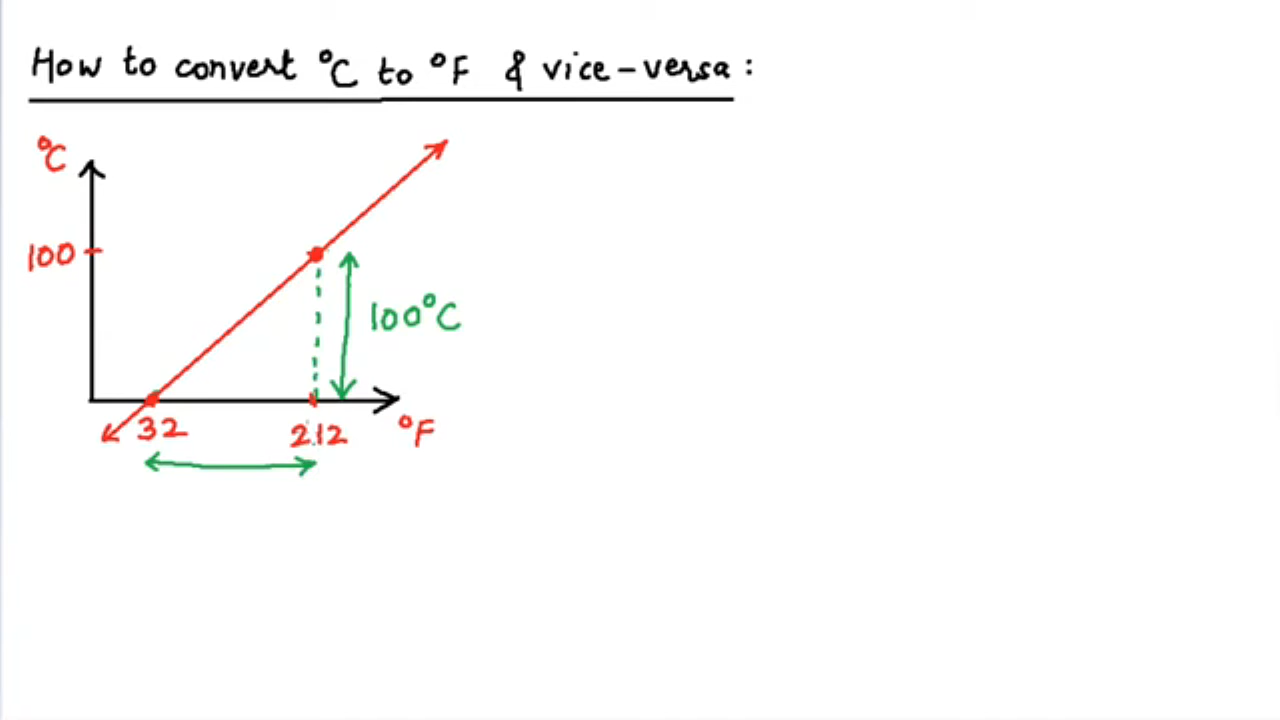 How to convert °C to °F & vice-versa:
°C
100
100°C
32
212
°F